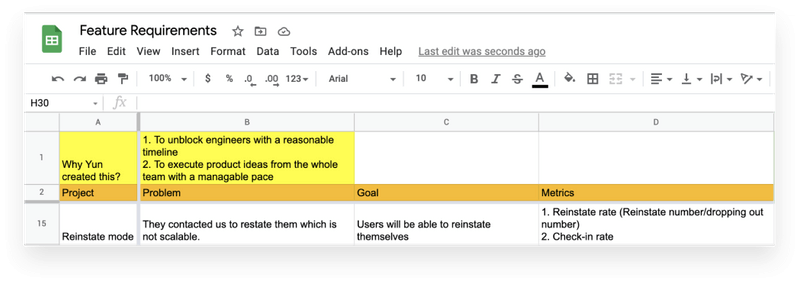 Feature Requirements
File Edit View Insert Format Data Tools Add-ons Help Last edit was seconds ago
100% $ % .0 .00 123 Arial 10 B I S A
H30 fx
A B C D
1
Why Yun
created this?
1. To unblock engineers with a reasonable
timeline
2. To execute product ideas from the whole
team with a managable pace
2 Project Problem Goal Metrics
15
Reinstate mode
They contacted us to restate them which is
not scalable.
Users will be able to reinstate
themselves
1. Reinstate rate (Reinstate number/dropping out
number)
2. Check-in rate